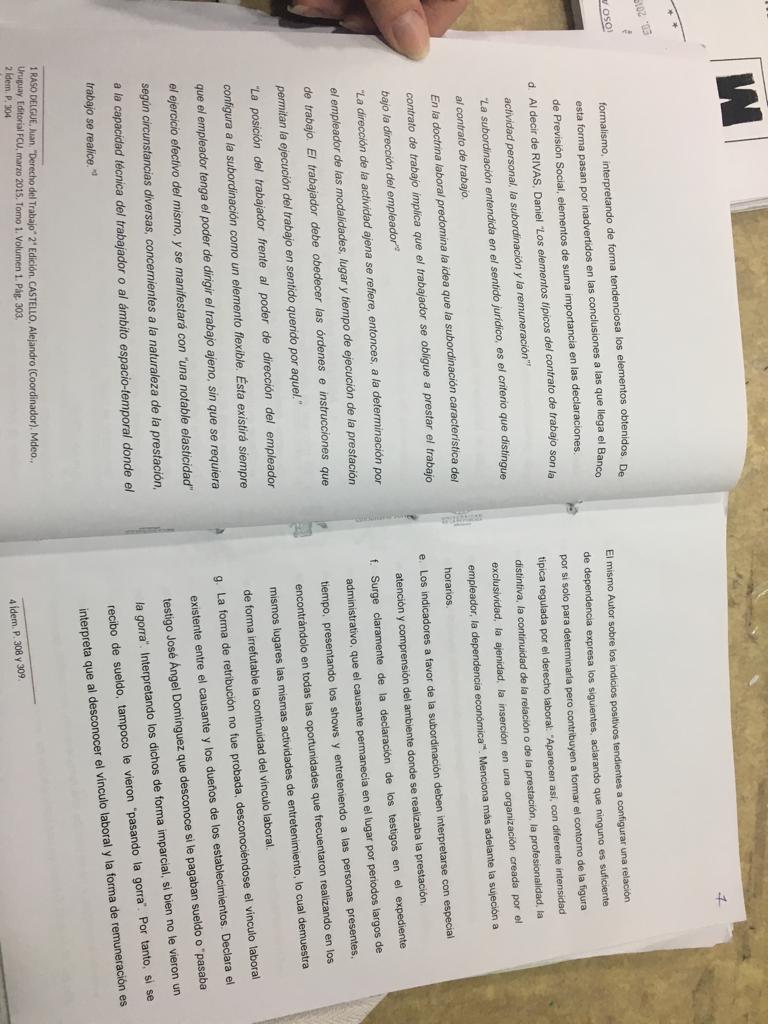 M
formalismo, interpretando de forma tendenciosa los elementos obtenidos. De
esta forma pasan por inadvertidos en las conclusiones a las que llega el Banco
de Previsión Social, elementos de suma importancia en las declaraciones.
d. Al decir de RIVAS, Daniel “Los elementos típicos del contrato de trabajo son la
actividad personal, la subordinación y la remuneración”1
“La subordinación entendida en el sentido jurídico, es el criterio que distingue
al contrato de trabajo.
En la doctrina laboral predomina la idea que la subordinación característica del
contrato de trabajo implica que el trabajador se obligue a prestar el trabajo
bajo la dirección del empleador”2
“La dirección de la actividad ajena se refiere, entonces, a la determinación por
el empleador de las modalidades, lugar y tiempo de ejecución de la prestación
de trabajo. El trabajador debe obedecer las órdenes e instrucciones que
permitan la ejecución del trabajo en sentido querido por aquel.”
“La posición del trabajador frente al poder de dirección del empleador
configura a la subordinación como un elemento flexible. Ésta existirá siempre
que el empleador tenga el poder de dirigir el trabajo ajeno, sin que se requiera
el ejercicio efectivo del mismo, y se manifestará con “una notable elasticidad”
según circunstancias diversas, concernientes a la naturaleza de la prestación,
a la capacidad técnica del trabajador o al ámbito espacio-temporal donde el
trabajo se realice.”3
1 RASO DELGUE, Juan. “Derecho del Trabajo” 2° Edición. CASTELLO, Alejandro (Coordinador). Mdeo.,
Uruguay. Editorial FCU, marzo 2015. Tomo 1. Volumen 1. Pág. 303.
2 Ídem. P. 304
7
El mismo Autor sobre los indicios positivos tendientes a configurar una relación
de dependencia expresa los siguientes, aclarando que ninguno es suficiente
por si solo para determinarla pero contribuyen a formar el contorno de la figura
típica regulada por el derecho laboral: “Aparecen así, con diferente intensidad
distintiva, la continuidad de la relación o de la prestación, la profesionalidad, la
exclusividad, la ajenidad, la inserción en una organización creada por el
empleador, la dependencia económica”4. Menciona más adelante la sujeción a
horarios.
e. Los indicadores a favor de la subordinación deben interpretarse con especial
atención y comprensión del ambiente donde se realizaba la prestación.
f. Surge claramente de la declaración de los testigos en el expediente
administrativo, que el causante permanecía en el lugar por periodos largos de
tiempo, presentando los shows y entreteniendo a las personas presentes,
encontrándolo en todas las oportunidades que frecuentaron realizando en los
mismos lugares las mismas actividades de entretenimiento, lo cual demuestra
de forma irrefutable la continuidad del vínculo laboral.
g. La forma de retribución no fue probada, desconociéndose el vínculo laboral
existente entre el causante y los dueños de los establecimientos. Declara el
testigo José Ángel Domínguez que desconoce si le pagaban sueldo o “pasaba
la gorra”. Interpretando los dichos de forma imparcial, si bien no le vieron un
recibo de sueldo, tampoco le vieron “pasando la gorra”. Por tanto, si se
interpreta que al desconocer el vínculo laboral y la forma de remuneración es
4 Ídem. P. 308 y 309.